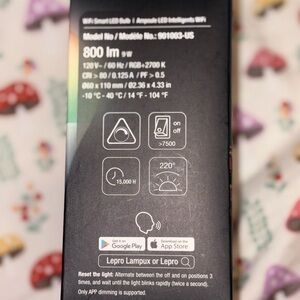 WiFi Smart LED Bulb | Ampoule LED Intelligente WiFi
Model No / Modèle No.: 901003-US
800 lm 9W
120 V~ / 60 Hz / RGB+2700 K
CRI > 80 / 0.125 A / PF > 0.5
Ø60 x 110 mm / Ø2.36 x 4.33 in
-10 °C - 40 °C / 14 °F - 104 °F
on
off
>7500
15,000 H
220°
Get it on
Google Play
Download on the
App Store
Lepro Lampux or Lepro
Reset the light: Alternate between the off and on positions 3
times, and wait until the light blinks rapidly (twice a second).
Only APP dimming is supported.